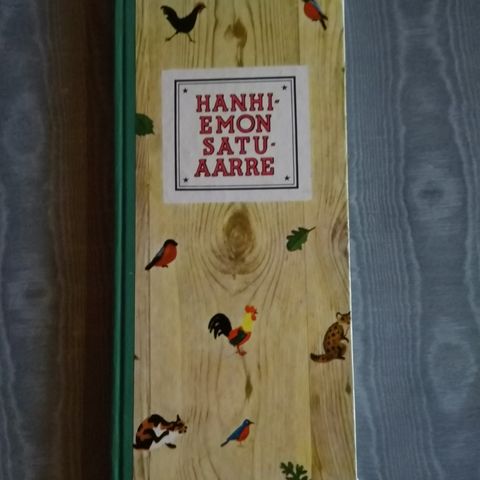 HANHI-
EMON
SATU-
AARRE